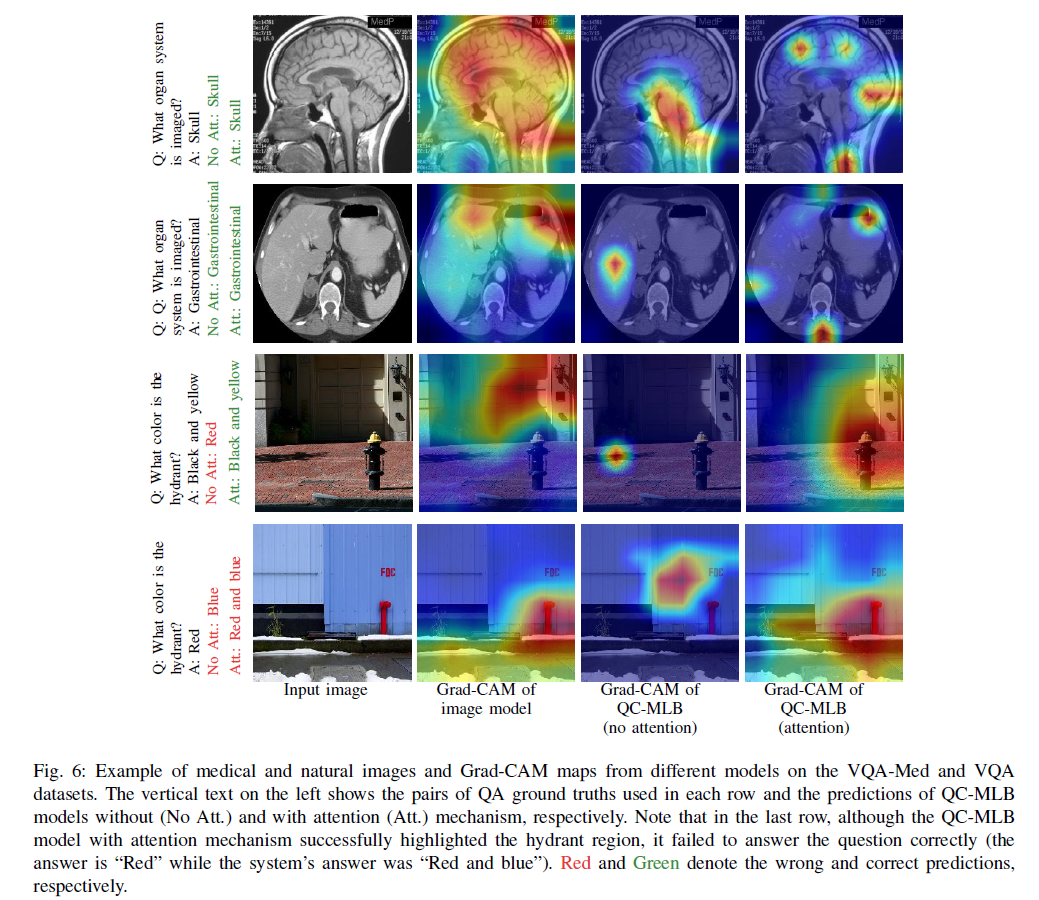 Q: What organ system
is imaged?
A: Skull
No Att.: Skull
Att.: Skull
MedP
Q: Q: What organ
system is imaged?
A: Gastrointestinal
No Att.: Gastrointestinal
Att.: Gastrointestinal
Q: What color is the
hydrant?
A: Black and yellow
No Att.: Red
Att.: Black and yellow
Q: What color is the
hydrant?
A: Red
No Att.: Blue
Att.: Red and blue
FDC
FDC
FDC
FDC
Input image
Grad-CAM of
image model
Grad-CAM of
QC-MLB
(no attention)
Grad-CAM of
QC-MLB
(attention)
Fig. 6: Example of medical and natural images and Grad-CAM maps from different models on the VQA-Med and VQA
datasets. The vertical text on the left shows the pairs of QA ground truths used in each row and the predictions of QC-MLB
models without (No Att.) and with attention (Att.) mechanism, respectively. Note that in the last row, although the QC-MLB
model with attention mechanism successfully highlighted the hydrant region, it failed to answer the question correctly (the
answer is “Red” while the system’s answer was “Red and blue”). Red and Green denote the wrong and correct predictions,
respectively.